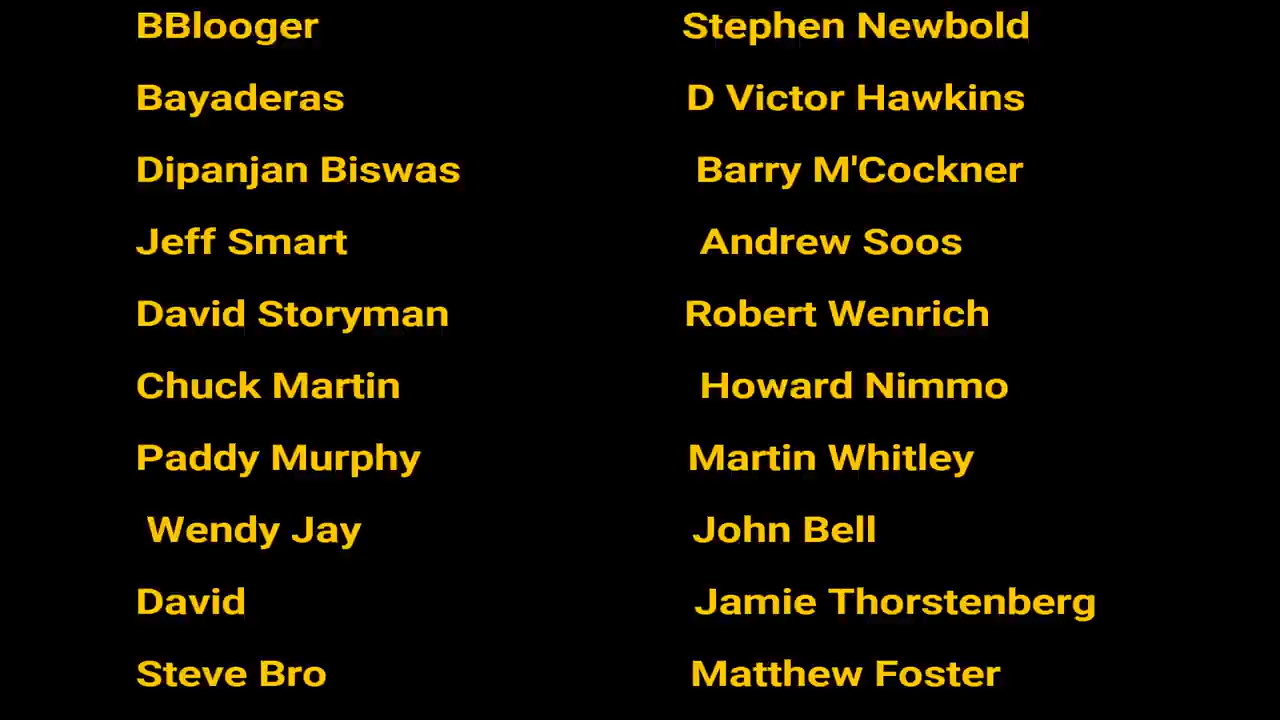 BBlooger Stephen Newbold
Bayaderas D Victor Hawkins
Dipanjan Biswas Barry M'Cockner
Jeff Smart Andrew Soos
David Storyman Robert Wenrich
Chuck Martin Howard Nimmo
Paddy Murphy Martin Whitley
Wendy Jay John Bell
David Jamie Thorstenberg
Steve Bro Matthew Foster